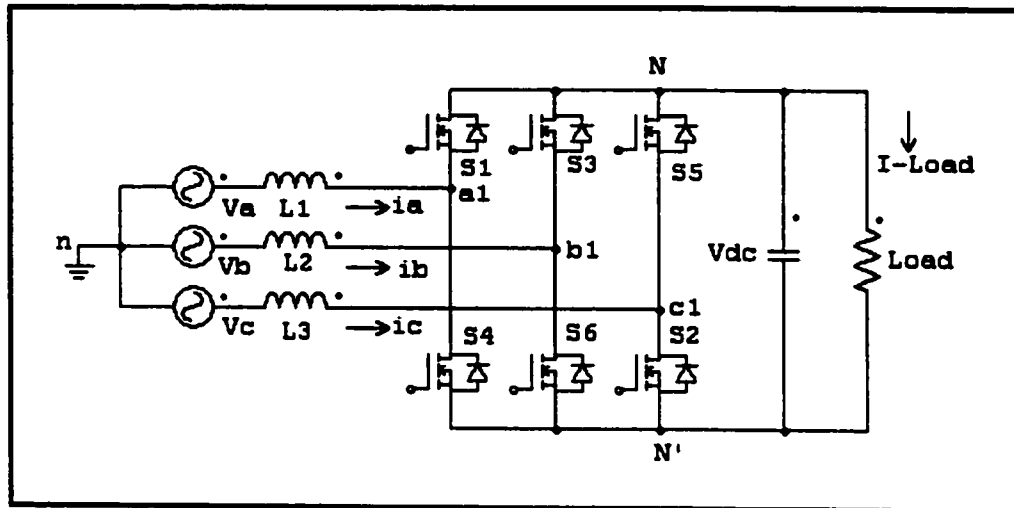 N
S1
S3
S5
I-Load
Va
L1
ia
a1
n
Vb
L2
ib
b1
Vdc
Load
Vc
L3
ic
c1
S4
S6
S2
N'